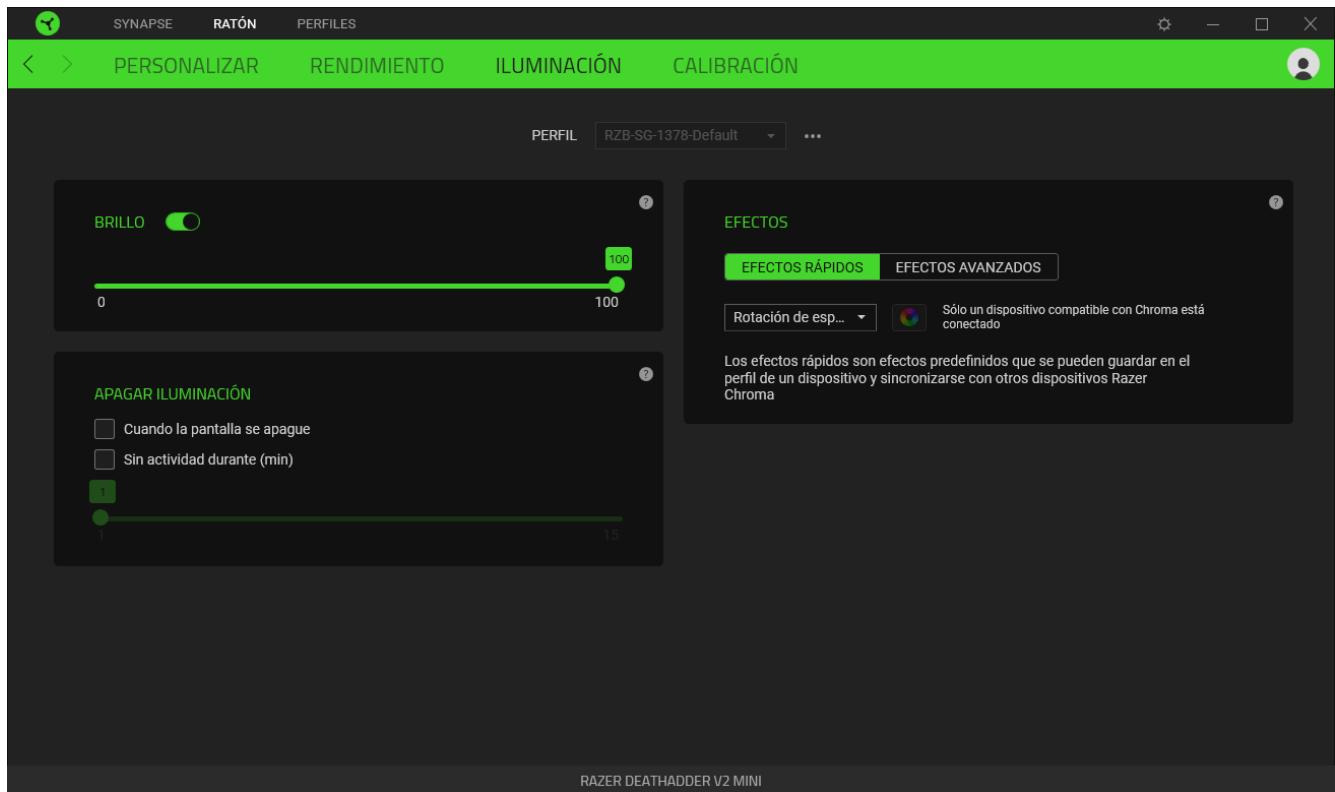 SYNAPSE RATÓN PERFILES
PERSONALIZAR RENDIMIENTO ILUMINACIÓN CALIBRACIÓN
PERFIL RZB-SG-1378-Default
BRILLO
100
0 100
APAGAR ILUMINACIÓN
Cuando la pantalla se apague
Sin actividad durante (min)
1
1 15
EFECTOS
EFECTOS RÁPIDOS EFECTOS AVANZADOS
Rotación de esp...
Sólo un dispositivo compatible con Chroma está
conectado
Los efectos rápidos son efectos predefinidos que se pueden guardar en el
perfil de un dispositivo y sincronizarse con otros dispositivos Razer
Chroma
RAZER DEATHADDER V2 MINI